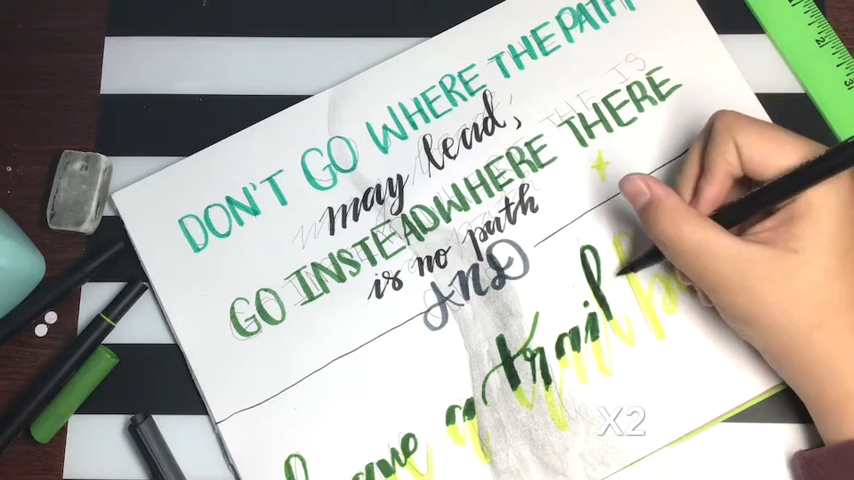 DON'T GO WHERE THE PATH
may lead,
GO INSTEAD WHERE THERE
is no path
AND
a trail
X2